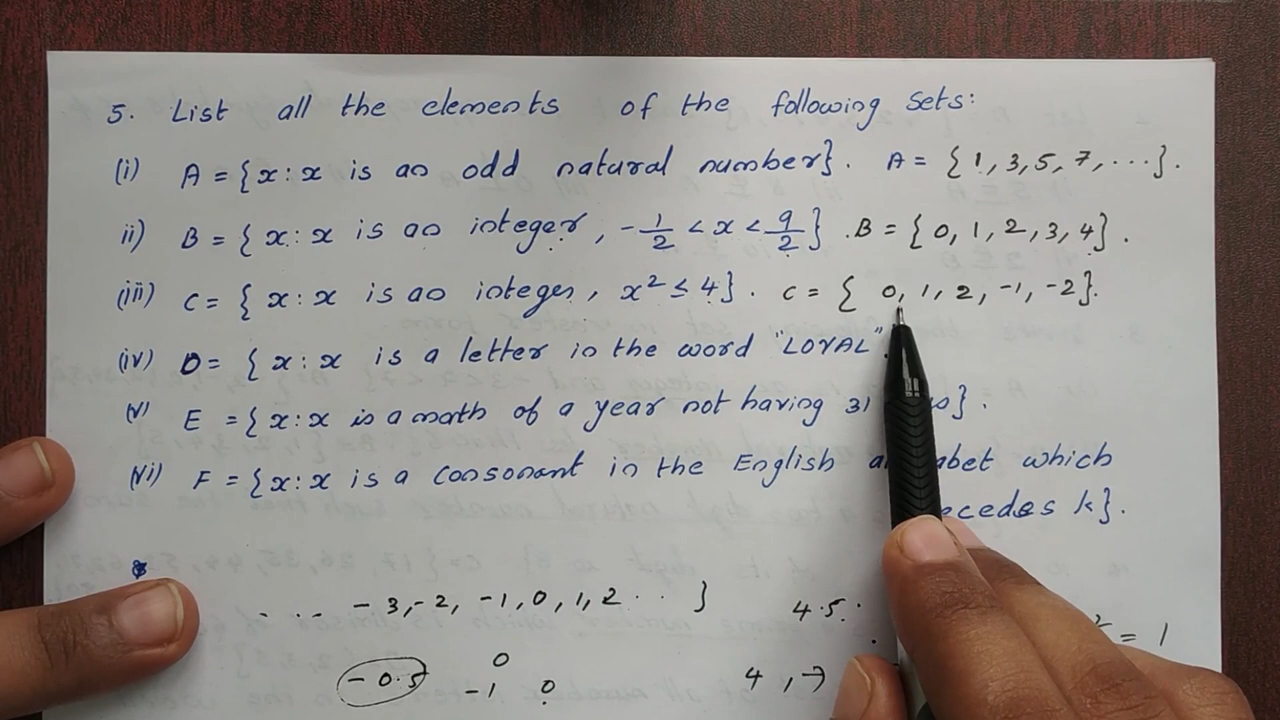 5. List all the elements of the following sets:
(i) A = {x : x is an odd natural number}. A = {1, 3, 5, 7, ...}.
ii) B = {x : x is an integer, -1/2 < x < 9/2} . B = {0, 1, 2, 3, 4}.
(iii) C = {x : x is an integer, x² ≤ 4}. C = {0, 1, 2, -1, -2}.
(iv) D = {x : x is a letter in the word "LOYAL"
(v) E = {x : x is a month of a year not having 31 }.
(vi) F = {x : x is a consonant in the English which
k}.
. .. -3, -2, -1, 0, 1, 2 . . }
4.5.
= 1
0
-0.5 -1 0
4 ,